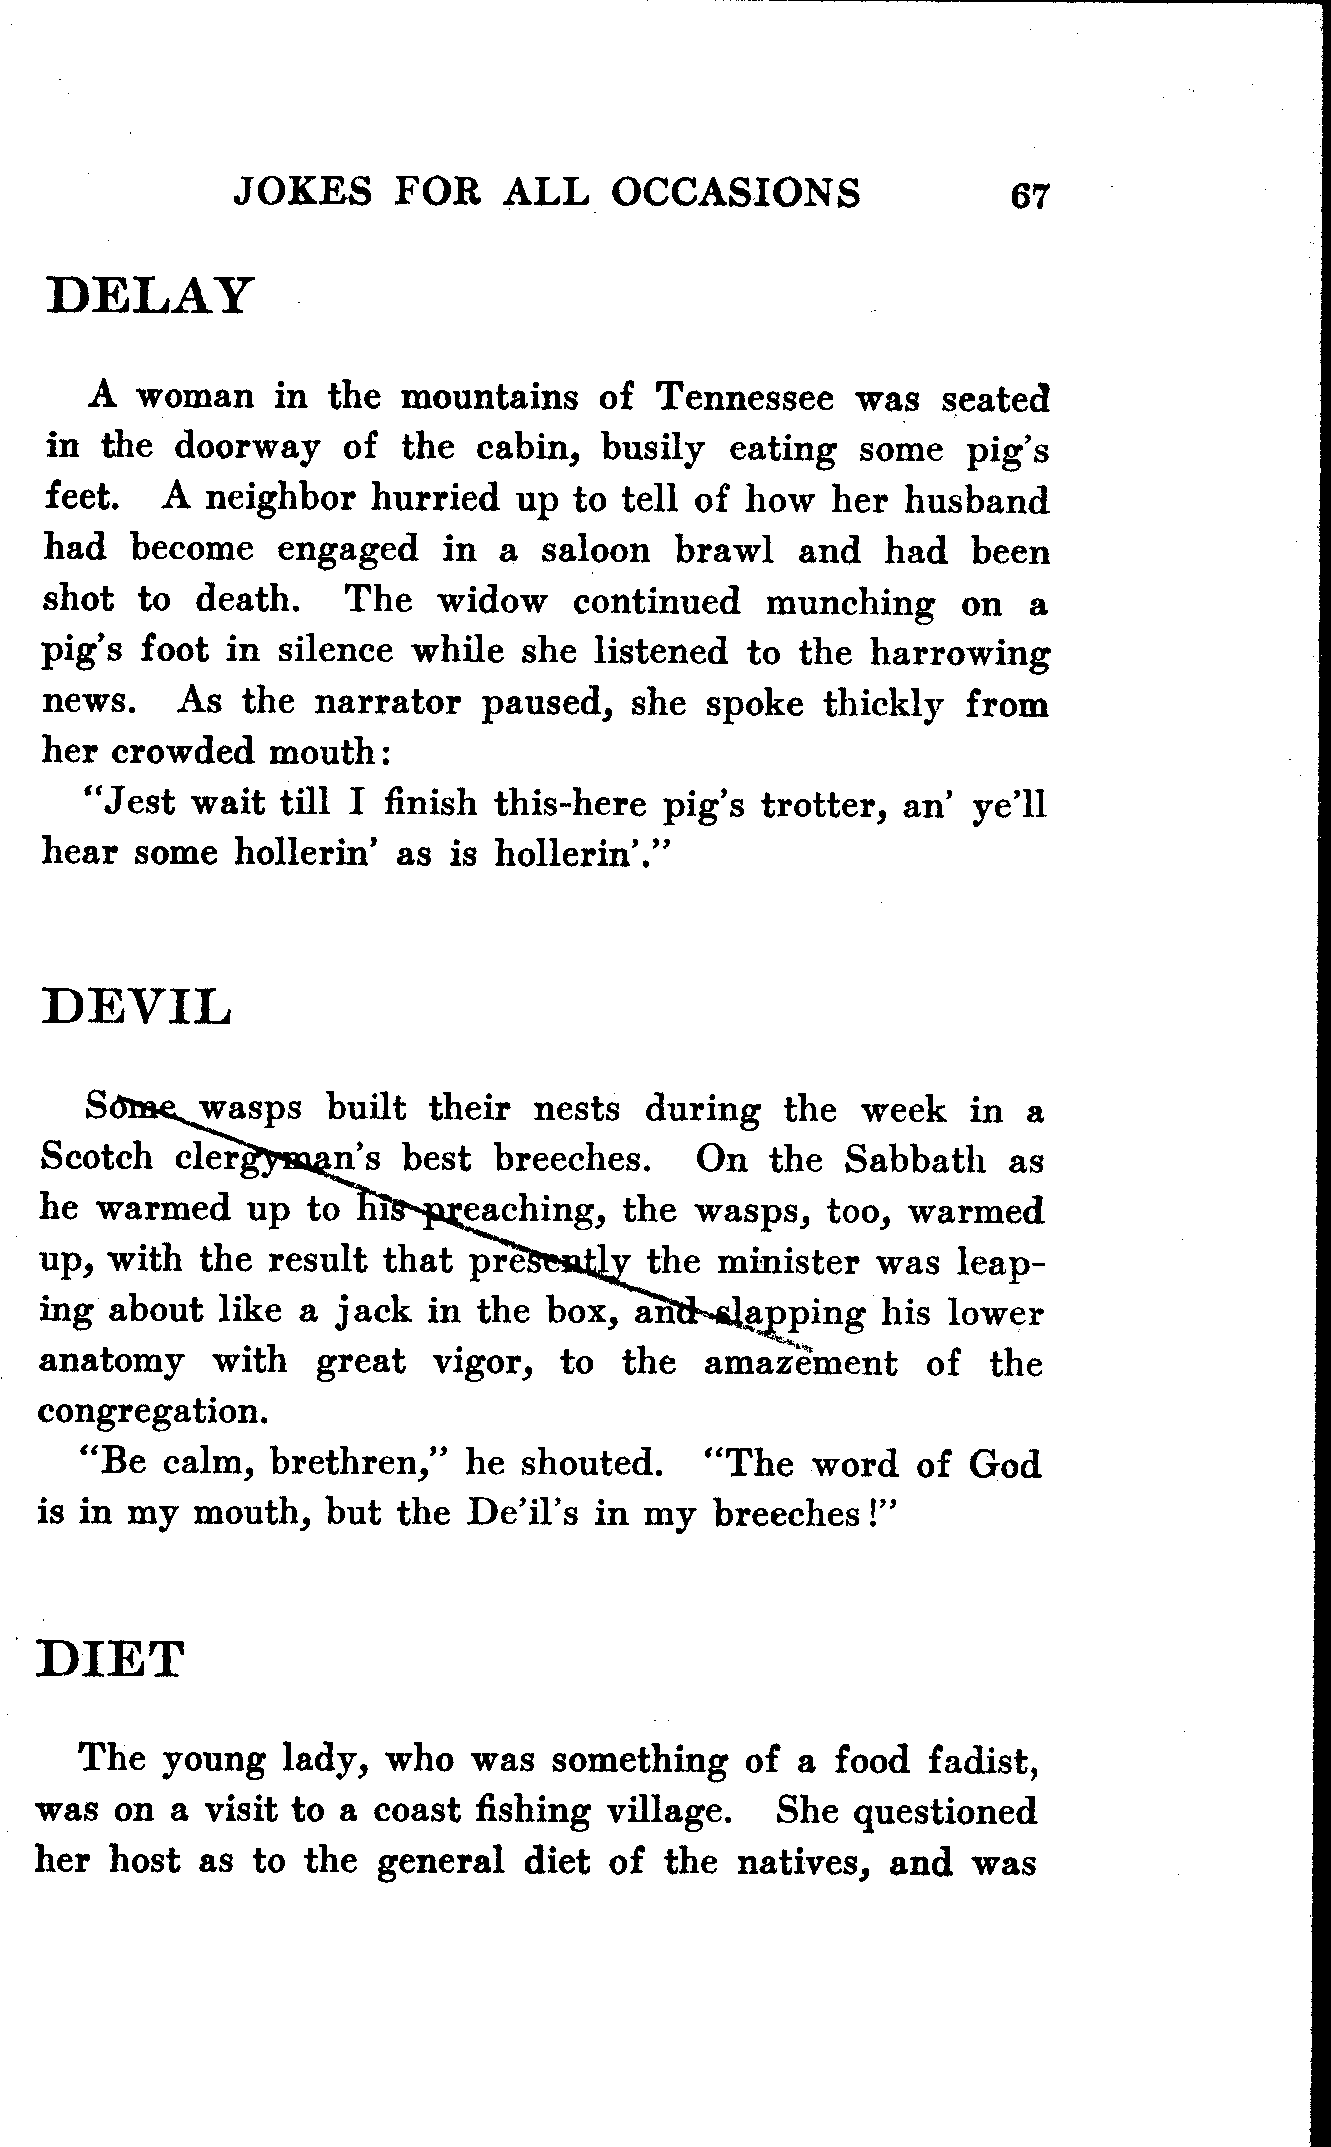 JOKES FOR ALL OCCASIONS 67
DELAY
A woman in the mountains of Tennessee was seated
in the doorway of the cabin, busily eating some pig's
feet. A neighbor hurried up to tell of how her husband
had become engaged in a saloon brawl and had been
shot to death. The widow continued munching on a
pig's foot in silence while she listened to the harrowing
news. As the narrator paused, she spoke thickly from
her crowded mouth:
"Jest wait till I finish this-here pig's trotter, an' ye'll
hear some hollerin' as is hollerin'."
DEVIL
Some wasps built their nests during the week in a
Scotch clergyman's best breeches. On the Sabbath as
he warmed up to his preaching, the wasps, too, warmed
up, with the result that presently the minister was leap-
ing about like a jack in the box, and slapping his lower
anatomy with great vigor, to the amazement of the
congregation.
"Be calm, brethren," he shouted. "The word of God
is in my mouth, but the De'il's in my breeches!"
DIET
The young lady, who was something of a food fadist,
was on a visit to a coast fishing village. She questioned
her host as to the general diet of the natives, and was